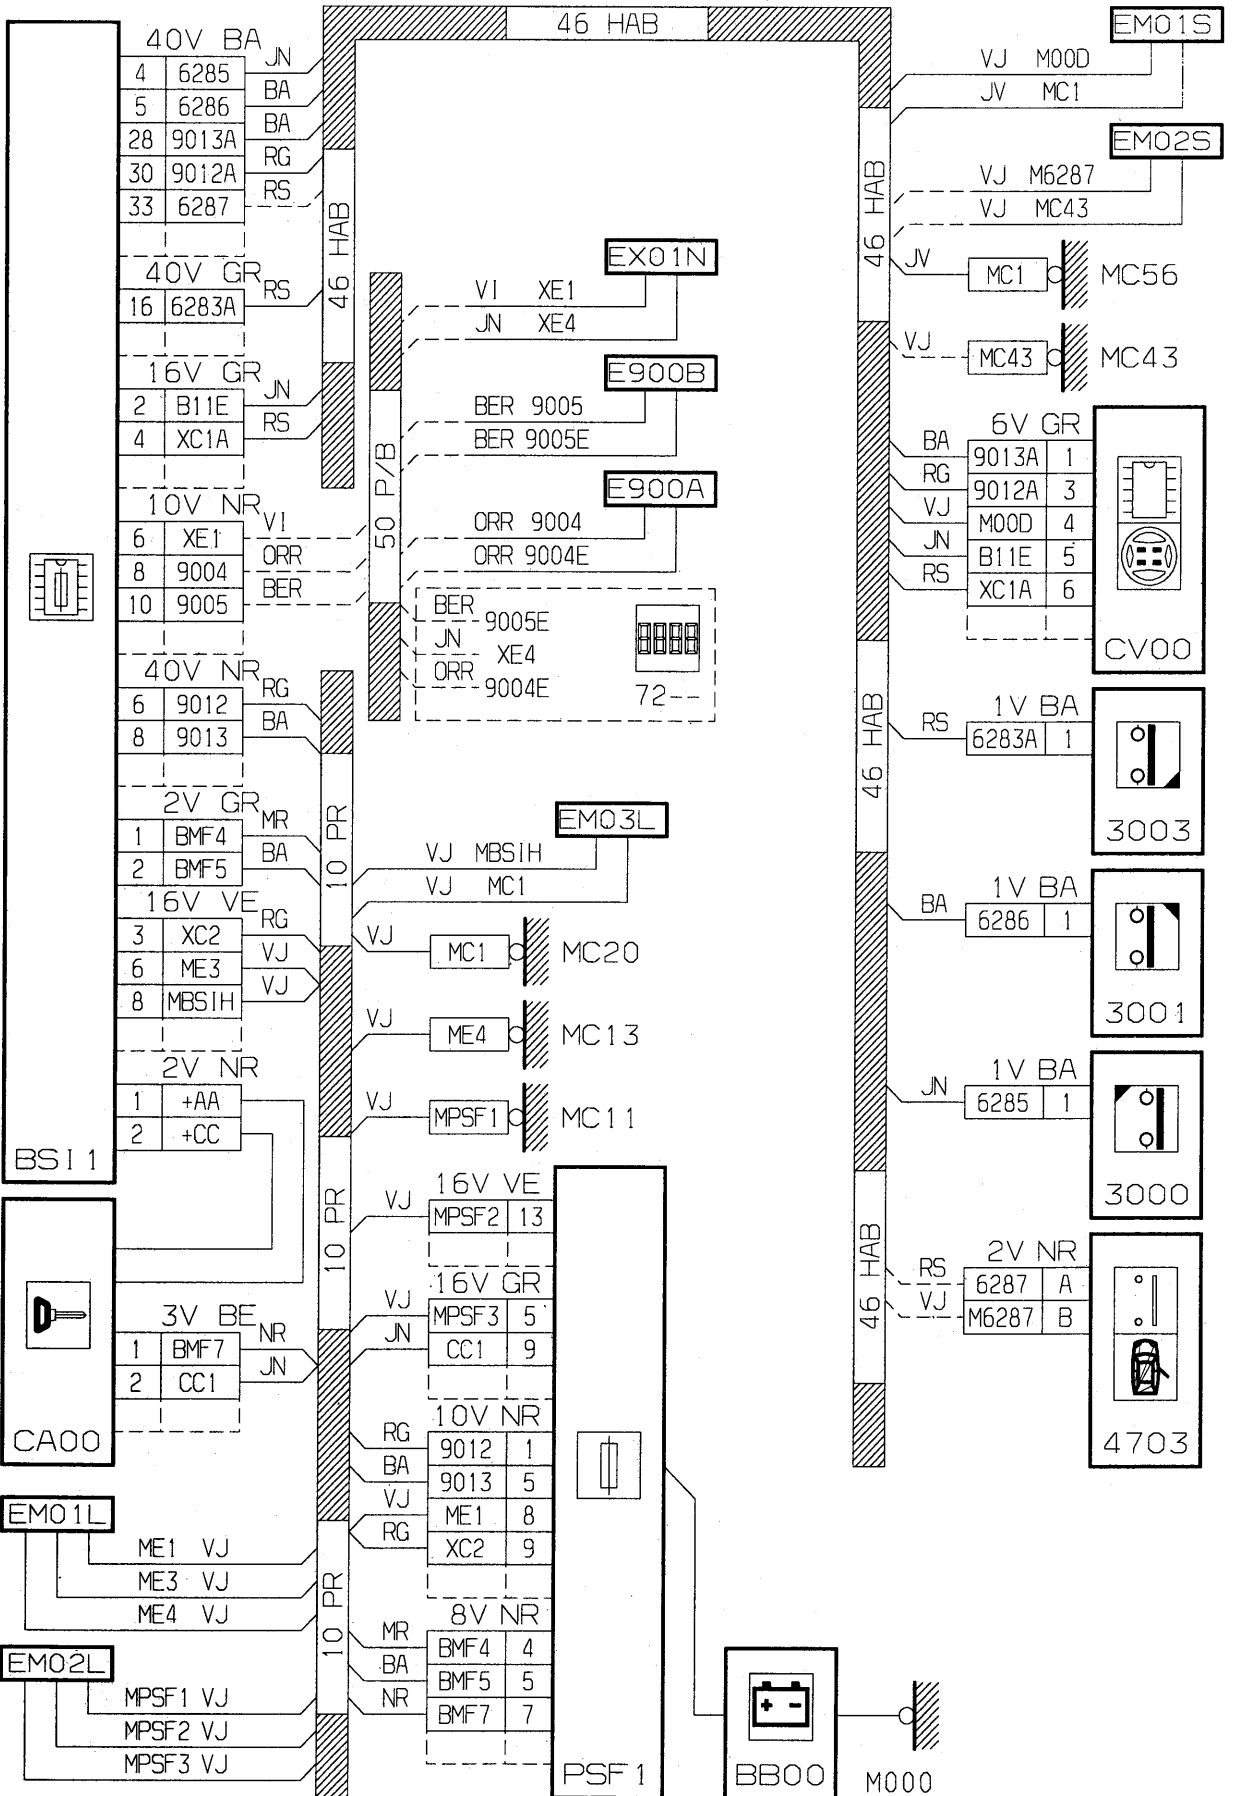 46 HAB
EM01S
40V BA
4 6285 JN
5 6286 BA
28 9013A BA
30 9012A RG
33 6287 RS
40V GR
16 6283A RS
16V GR
2 B11E JN
4 XC1A RS
10V NR
6 XE1 VI
8 9004 ORR
10 9005 BER
40V NR
6 9012 RG
8 9013 BA
2V GR
1 BMF4 MR
2 BMF5 BA
16V VE
3 XC2 RG
6 ME3 VJ
8 MBSIH VJ
2V NR
1 +AA
2 +CC
BSI1
3V BE
1 BMF7 NR
2 CC1 JN
CA00
EM01L
ME1 VJ
ME3 VJ
ME4 VJ
EM02L
MPSF1 VJ
MPSF2 VJ
MPSF3 VJ
46 HAB
50 P/B
10 PR
10 PR
10 PR
EX01N
VI XE1
JN XE4
E900B
BER 9005
BER 9005E
E900A
ORR 9004
ORR 9004E
BER 9005E
JN XE4
ORR 9004E
72--
EM03L
VJ MBSIH
VJ MC1
VJ MC1 MC20
VJ ME4 MC13
VJ MPSF1 MC11
16V VE
VJ MPSF2 13
16V GR
VJ MPSF3 5
JN CC1 9
10V NR
RG 9012 1
BA 9013 5
VJ ME1 8
RG XC2 9
8V NR
MR BMF4 4
BA BMF5 5
NR BMF7 7
PSF1
BB00
M000
46 HAB
46 HAB
46 HAB
VJ M00D
JV MC1
EM02S
VJ M6287
VJ MC43
JV MC1 MC56
VJ MC43 MC43
6V GR
BA 9013A 1
RG 9012A 3
VJ M00D 4
JN B11E 5
RS XC1A 6
CV00
1V BA
RS 6283A 1
3003
1V BA
BA 6286 1
3001
1V BA
JN 6285 1
3000
2V NR
RS 6287 A
VJ M6287 B
4703